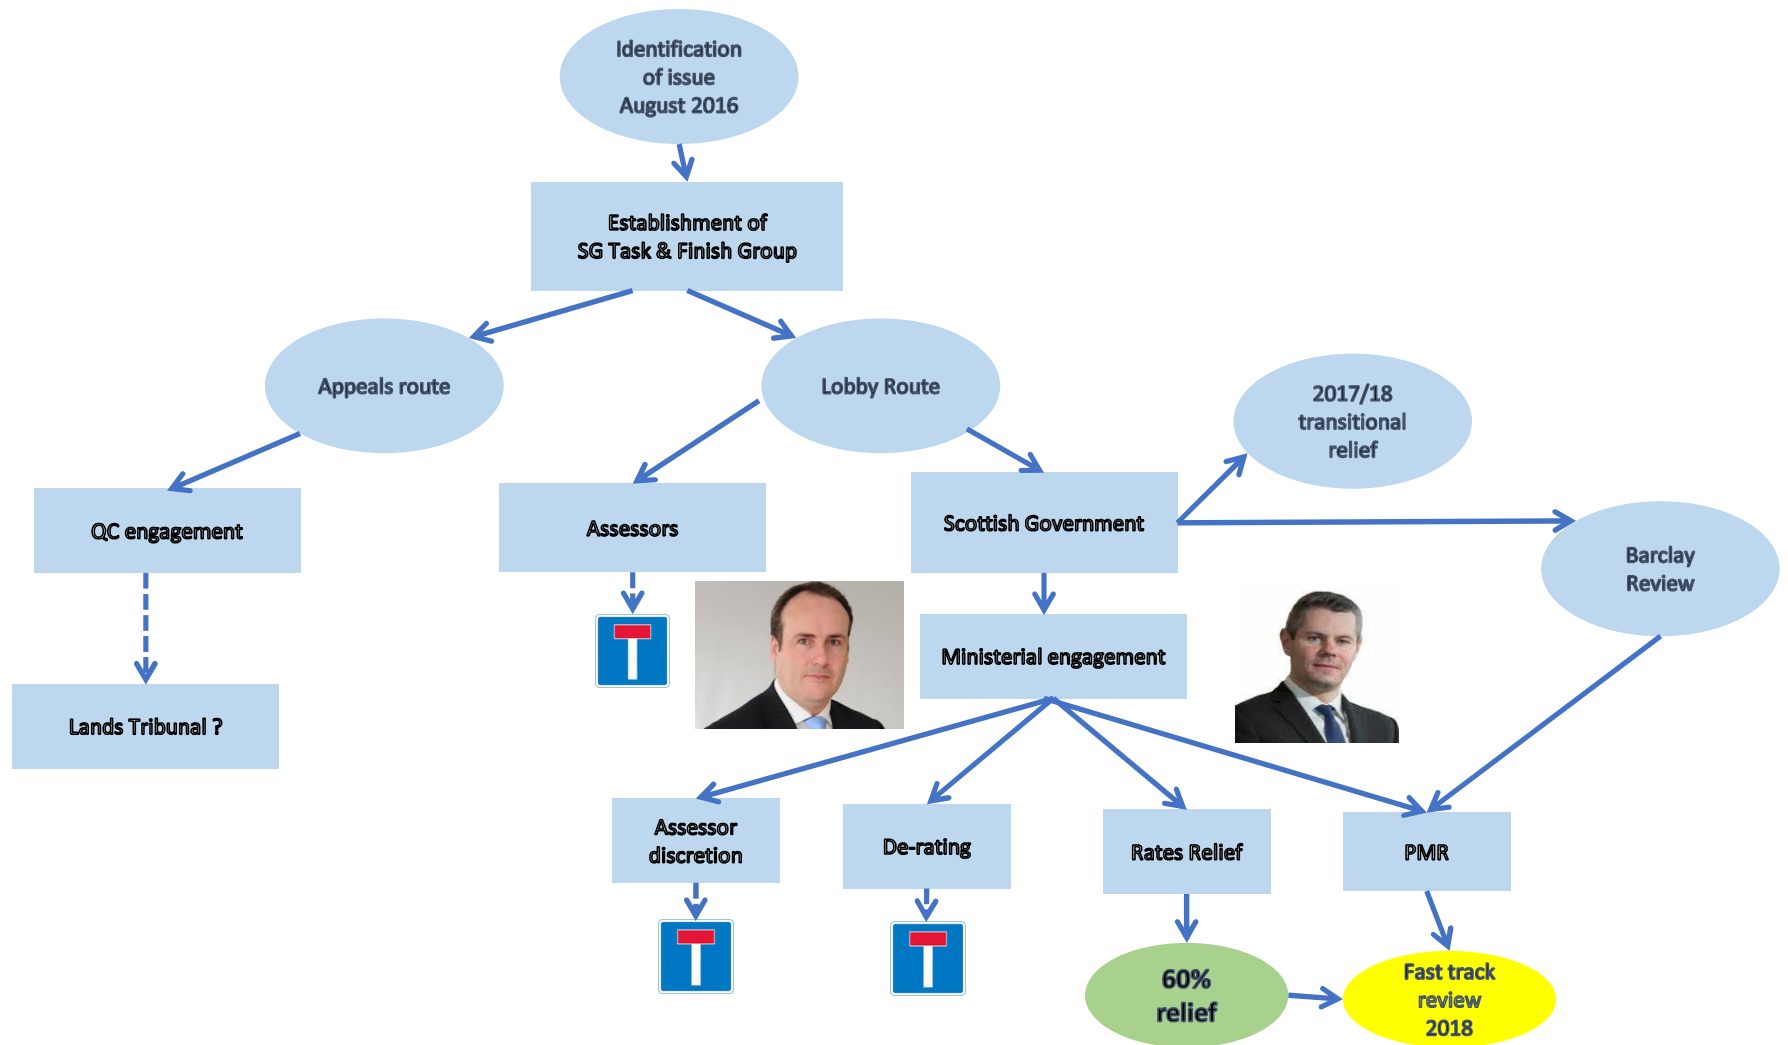 Identification
of issue
August 2016
Establishment of
SG Task & Finish Group
Appeals route
Lobby Route
2017/18
transitional
relief
QC engagement
Assessors
Scottish Government
Barclay
Review
Ministerial engagement
Lands Tribunal ?
Assessor
discretion
De-rating
Rates Relief
PMR
60%
relief
Fast track
review
2018